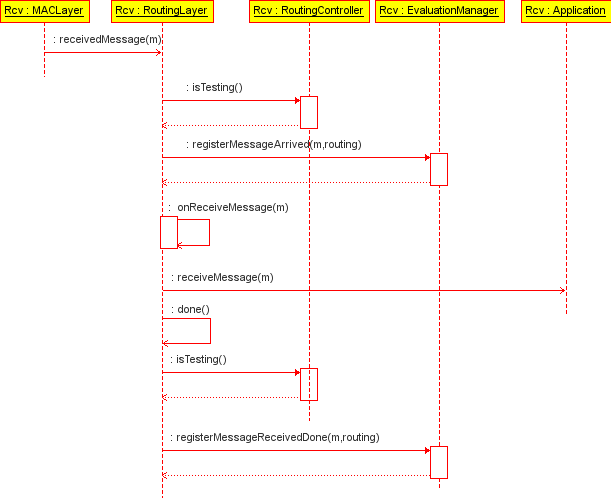 Rcv : MACLayer
Rcv : RoutingLayer
Rcv : RoutingController
Rcv : EvaluationManager
Rcv : Application
: receivedMessage(m)
: isTesting()
: registerMessageArrived(m,routing)
: onReceiveMessage(m)
: receiveMessage(m)
: done()
: isTesting()
: registerMessageReceivedDone(m,routing)